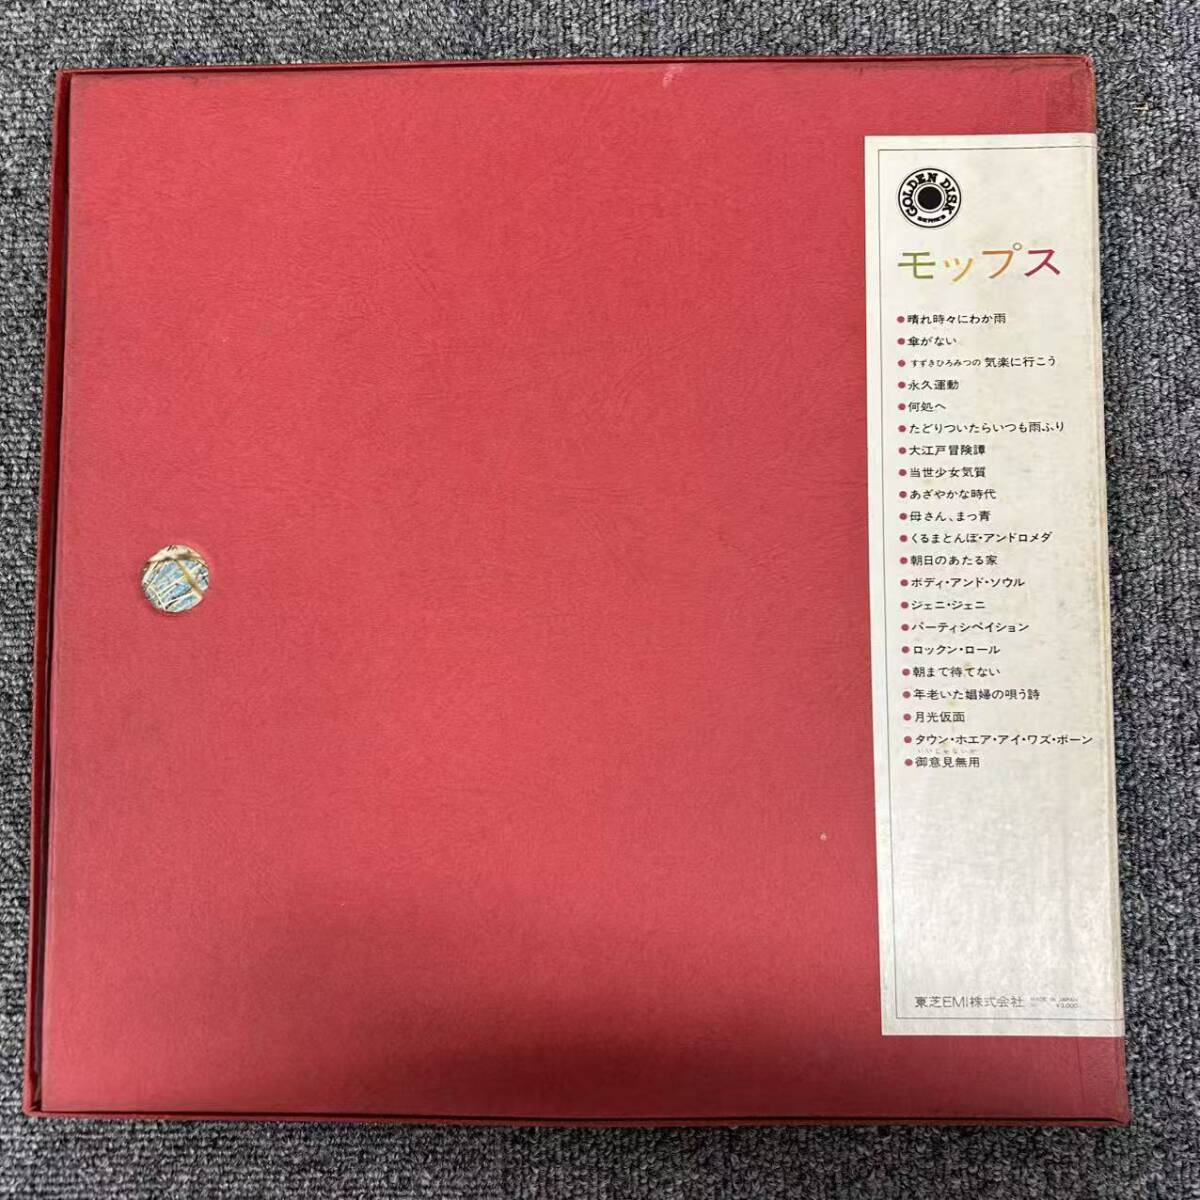 GOLDEN DISK
SERIES
モップス
●晴れ時々にわか雨
●傘がない
●すずきひろみつの 気楽に行こう
●永久運動
●何処へ
●たどりついたらいつも雨ふり
●大江戸冒険譚
●当世少女気質
●あざやかな時代
●母さん、まっ青
●くるまとんぼ・アンドロメダ
●朝日のあたる家
●ボディ・アンド・ソウル
●ジェニ・ジェニ
●パーティシペイション
●ロックン・ロール
●朝まで待てない
●年老いた娼婦の唄う詩
●月光仮面
●タウン・ホエア・アイ・ワズ・ボーン
いいじゃないか
●御意見無用
東芝EMI株式会社 MADE IN JAPAN
¥3,000